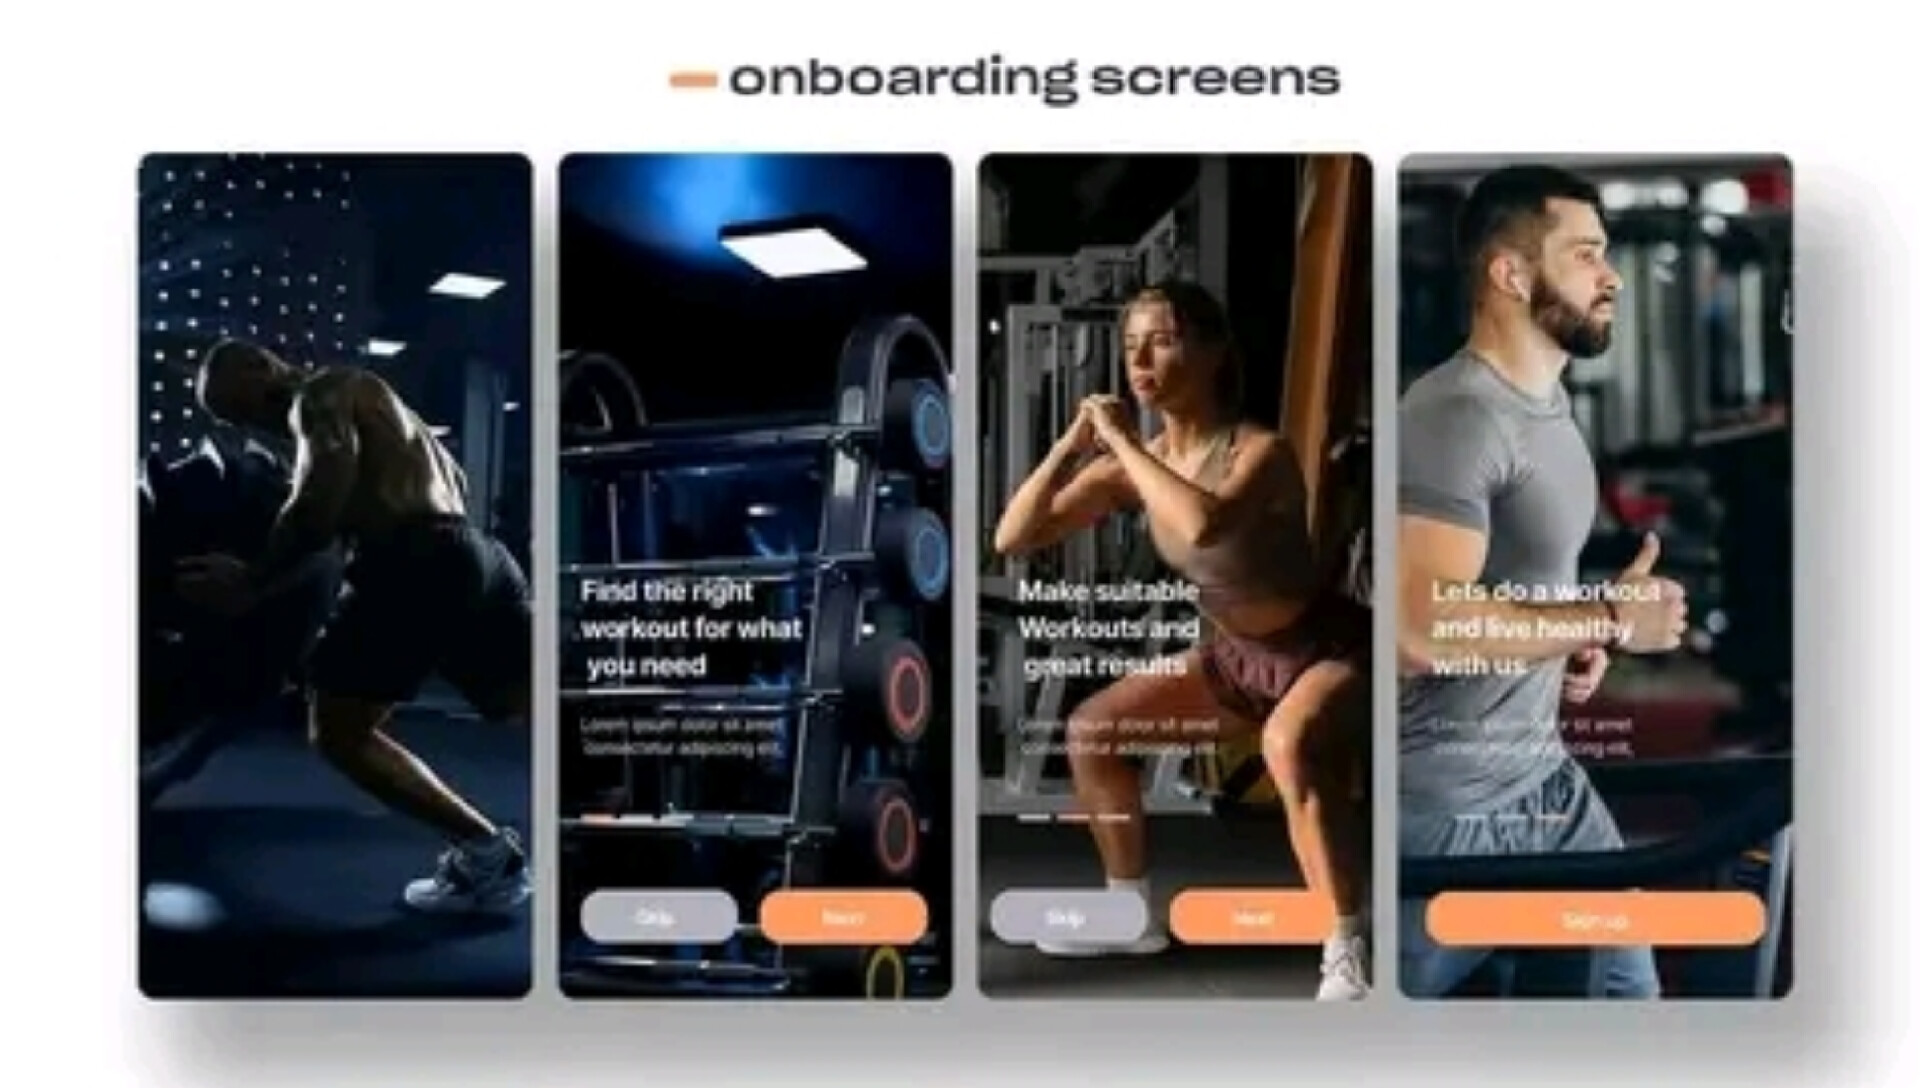 onboarding screens
Find the right
workout for what
you need
Lorem ipsum dolor sit amet
consectetur adipiscing elit,
Skip
Next
Make suitable
Workouts and
great results
Lorem ipsum dolor sit amet
consectetur adipiscing elit,
Skip
Next
Lets do a workout
and live healthy
with us.
Lorem ipsum dolor sit amet
consectetur adipiscing elit,
Sign up